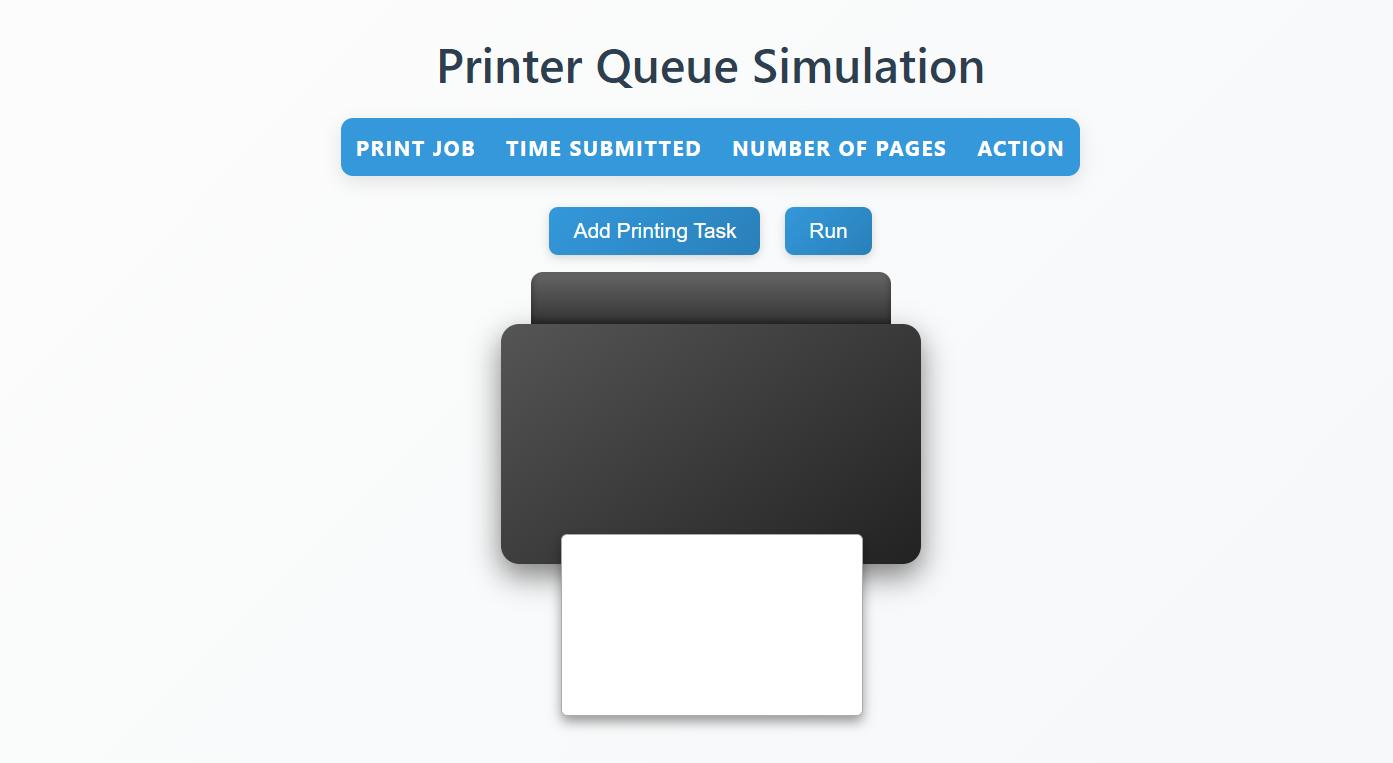 Printer Queue Simulation
PRINT JOB TIME SUBMITTED NUMBER OF PAGES ACTION
Add Printing Task Run